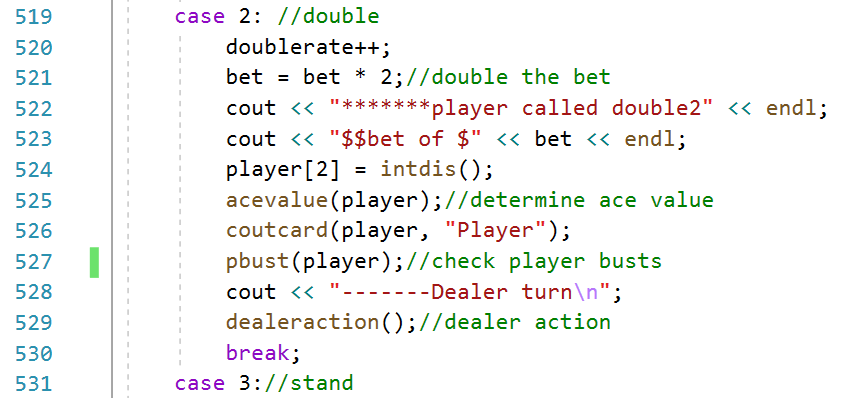 519 case 2: //double
520 doublerate++;
521 bet = bet * 2;//double the bet
522 cout << "*******player called double2" << endl;
523 cout << "$$bet of $" << bet << endl;
524 player[2] = intdis();
525 acevalue(player);//determine ace value
526 coutcard(player, "Player");
527 pbust(player);//check player busts
528 cout << "-------Dealer turn\n";
529 dealeraction();//dealer action
530 break;
531 case 3://stand